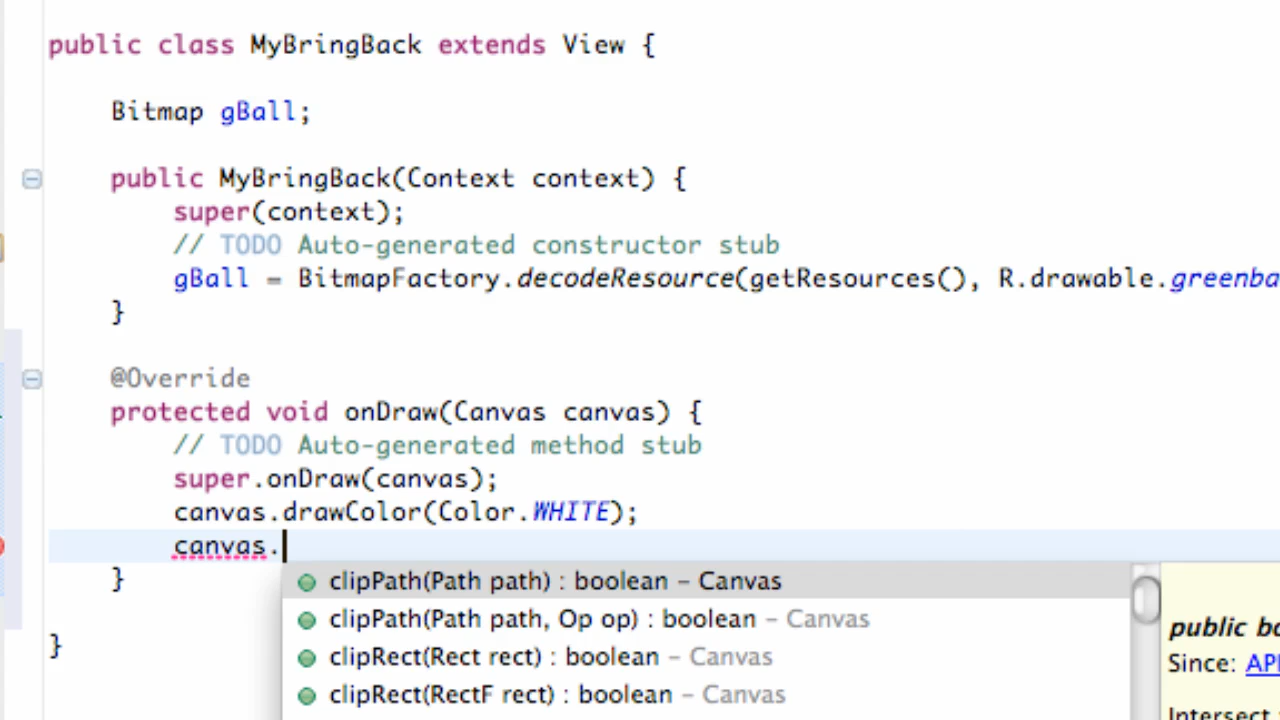 public class MyBringBack extends View {
Bitmap gBall;
public MyBringBack(Context context) {
super(context);
// TODO Auto-generated constructor stub
gBall = BitmapFactory.decodeResource(getResources(), R.drawable.greenba
}
@Override
protected void onDraw(Canvas canvas) {
// TODO Auto-generated method stub
super.onDraw(canvas);
canvas.drawColor(Color.WHITE);
canvas.
}
}
clipPath(Path path) : boolean – Canvas
clipPath(Path path, Op op) : boolean – Canvas
clipRect(Rect rect) : boolean – Canvas
clipRect(RectF rect) : boolean – Canvas
public bo
Since: API
Intersect